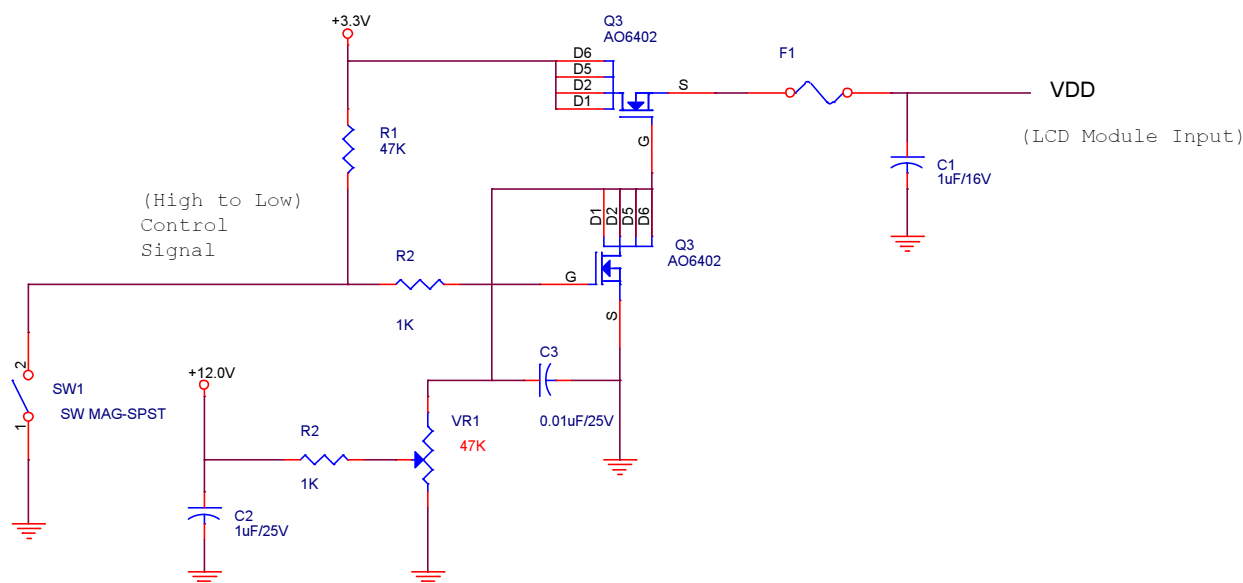 +3.3V
Q3
AO6402
D6
D5
D2
D1
S
G
F1
VDD
(LCD Module Input)
C1
1uF/16V
R1
47K
(High to Low)
Control
Signal
D1
D2
D5
D6
Q3
AO6402
R2
1K
G
S
2
SW1
SW MAG-SPST
1
+12.0V
C3
0.01uF/25V
R2
1K
VR1
47K
C2
1uF/25V